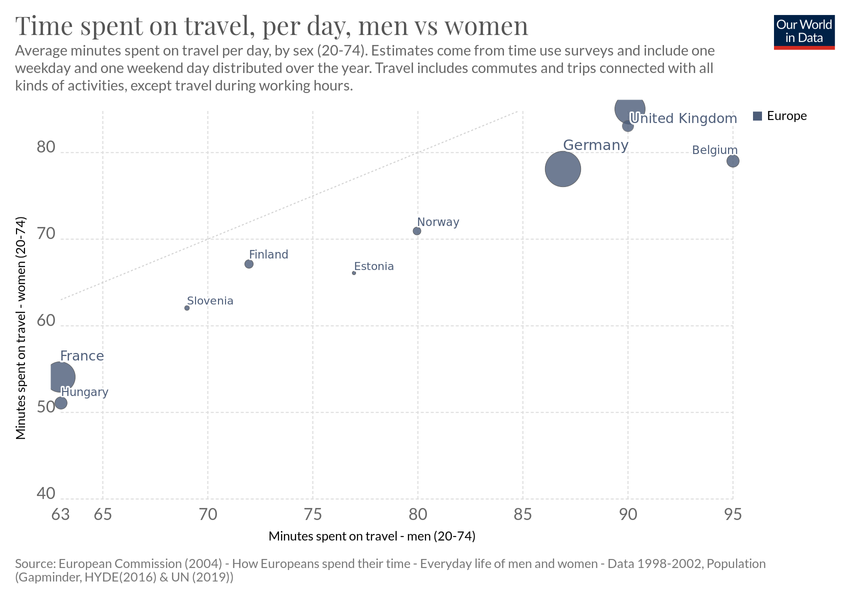 Time spent on travel, per day, men vs women
Our World
in Data
Average minutes spent on travel per day, by sex (20-74). Estimates come from time use surveys and include one
weekday and one weekend day distributed over the year. Travel includes commutes and trips connected with all
kinds of activities, except travel during working hours.
United Kingdom
Europe
Germany
80
Belgium
Norway
70
Minutes spent on travel - women (20-74)
Finland
Estonia
Slovenia
60
France
Hungary
50
40
63 65 70 75 80 85 90 95
Minutes spent on travel - men (20-74)
Source: European Commission (2004) - How Europeans spend their time - Everyday life of men and women - Data 1998-2002, Population
(Gapminder, HYDE(2016) & UN (2019))